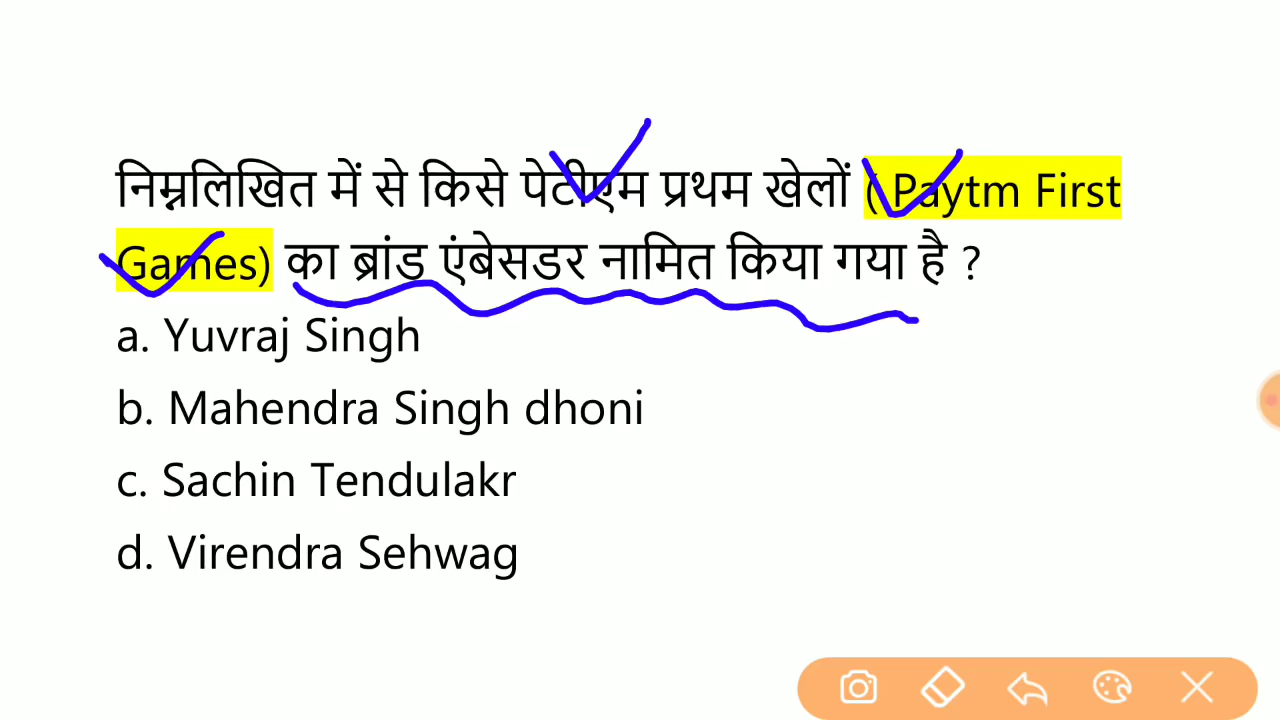 निम्नलिखित में से किसे पेटीएम प्रथम खेलों ( Paytm First
Games) का ब्रांड एंबेसडर नामित किया गया है ?
a. Yuvraj Singh
b. Mahendra Singh dhoni
c. Sachin Tendulakr
d. Virendra Sehwag